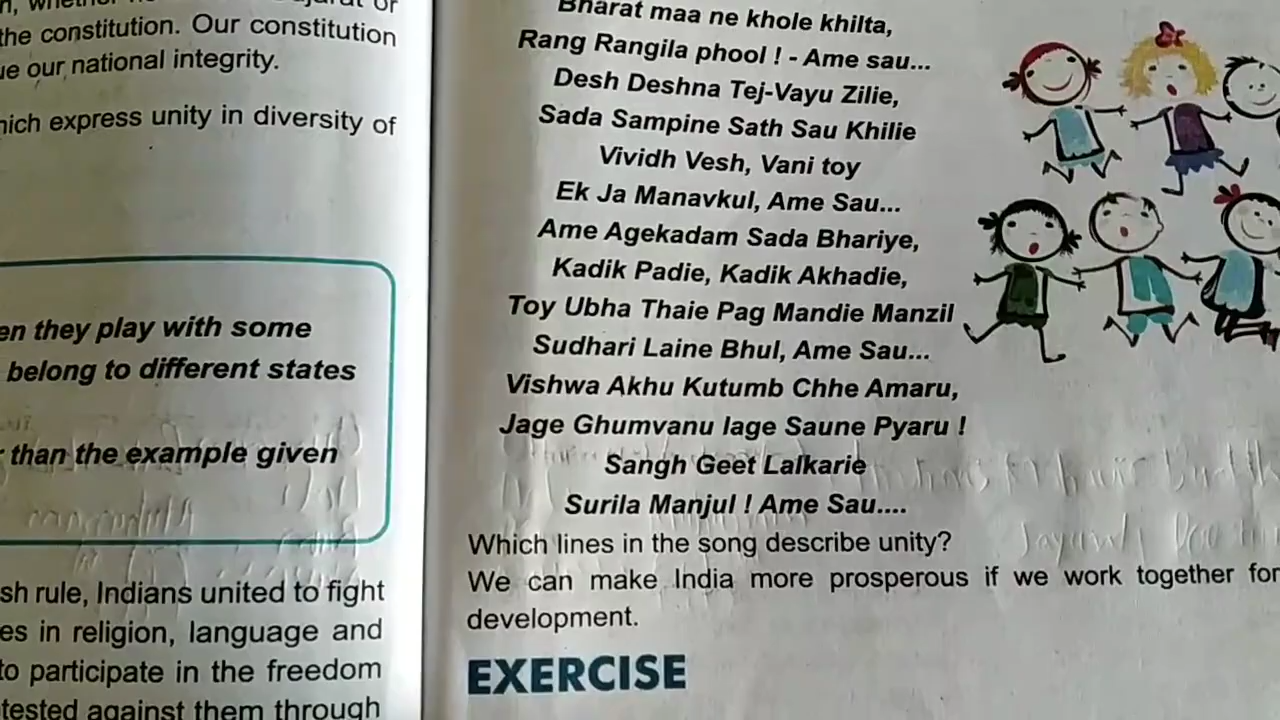 the constitution. Our constitution
our national integrity.
express unity in diversity of
they play with some
belong to different states
than the example given
rule, Indians united to fight
in religion, language and
to participate in the freedom
against them through
Bharat maa ne khole khilta,
Rang Rangila phool ! - Ame sau...
Desh Deshna Tej-Vayu Zilie,
Sada Sampine Sath Sau Khilie
Vividh Vesh, Vani toy
Ek Ja Manavkul, Ame Sau...
Ame Agekadam Sada Bhariye,
Kadik Padie, Kadik Akhadie,
Toy Ubha Thaie Pag Mandie Manzil
Sudhari Laine Bhul, Ame Sau...
Vishwa Akhu Kutumb Chhe Amaru,
Jage Ghumvanu lage Saune Pyaru !
Sangh Geet Lalkarie
Surila Manjul ! Ame Sau....
Which lines in the song describe unity?
We can make India more prosperous if we work together for
development.
EXERCISE